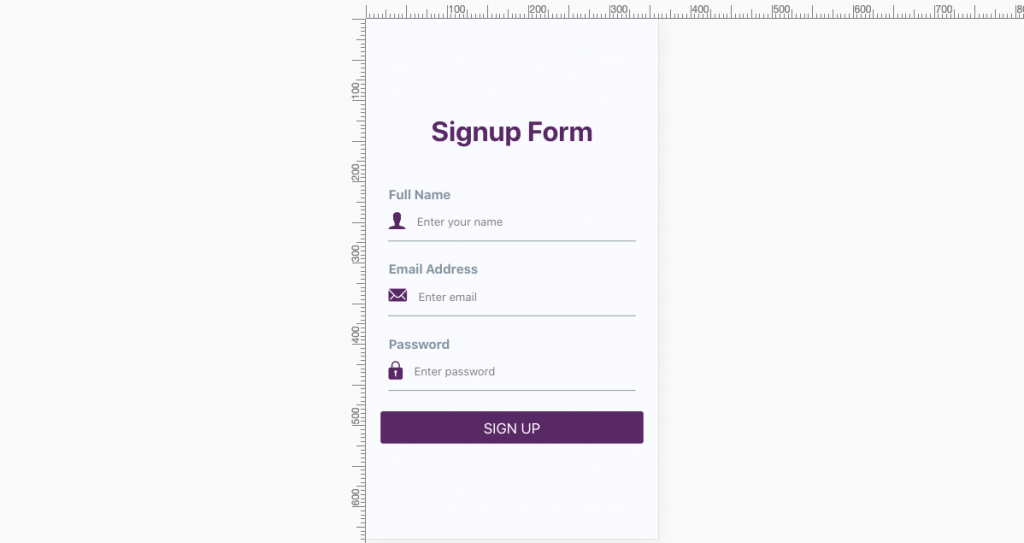 100 200 300 400 500 600 700
100
Signup Form
200
Full Name
Enter your name
300
Email Address
Enter email
400
Password
Enter password
500
SIGN UP
600